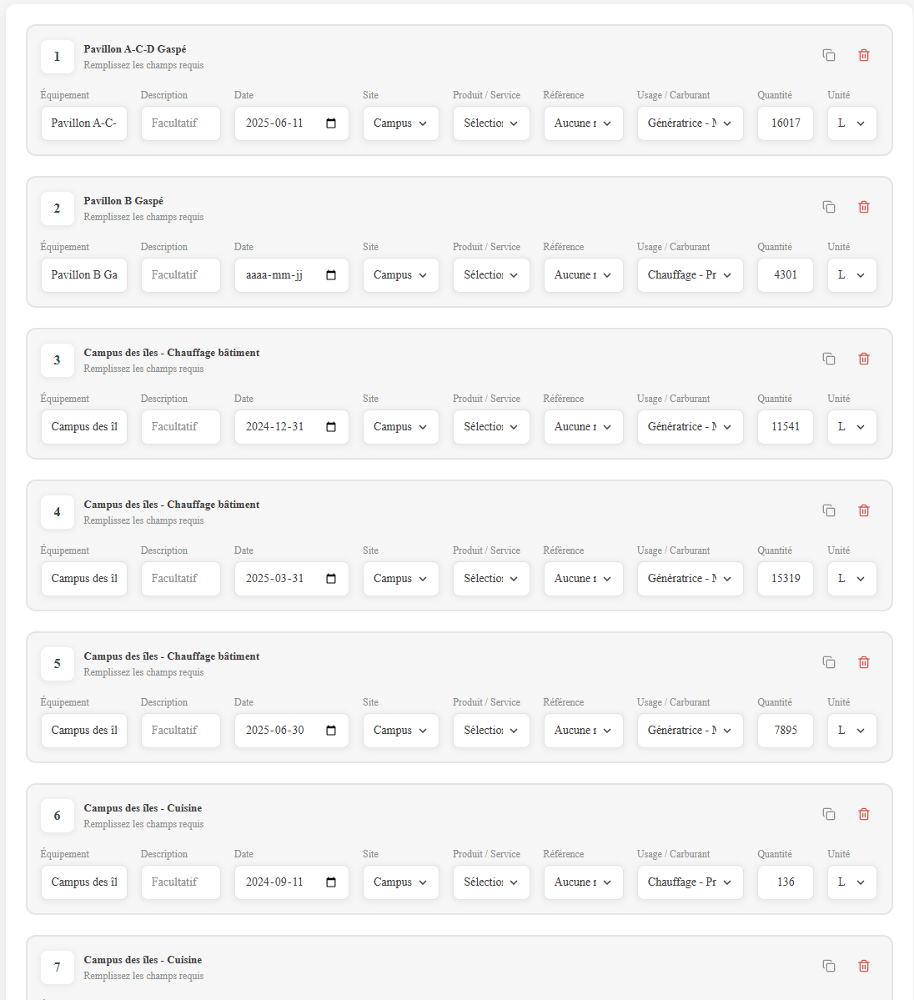 1
Pavillon A-C-D Gaspé
Remplissez les champs requis
Équipement Description Date Site Produit / Service Référence Usage / Carburant Quantité Unité
Pavillon A-C- Facultatif 2025-06-11 Campus Sélection Aucune r Génératrice - M 16017 L
2
Pavillon B Gaspé
Remplissez les champs requis
Équipement Description Date Site Produit / Service Référence Usage / Carburant Quantité Unité
Pavillon B Ga Facultatif aaaa-mm-jj Campus Sélection Aucune r Chauffage - Pr 4301 L
3
Campus des îles - Chauffage bâtiment
Remplissez les champs requis
Équipement Description Date Site Produit / Service Référence Usage / Carburant Quantité Unité
Campus des îl Facultatif 2024-12-31 Campus Sélection Aucune r Génératrice - M 11541 L
4
Campus des îles - Chauffage bâtiment
Remplissez les champs requis
Équipement Description Date Site Produit / Service Référence Usage / Carburant Quantité Unité
Campus des îl Facultatif 2025-03-31 Campus Sélection Aucune r Génératrice - M 15319 L
5
Campus des îles - Chauffage bâtiment
Remplissez les champs requis
Équipement Description Date Site Produit / Service Référence Usage / Carburant Quantité Unité
Campus des îl Facultatif 2025-06-30 Campus Sélection Aucune r Génératrice - M 7895 L
6
Campus des îles - Cuisine
Remplissez les champs requis
Équipement Description Date Site Produit / Service Référence Usage / Carburant Quantité Unité
Campus des îl Facultatif 2024-09-11 Campus Sélection Aucune r Chauffage - Pr 136 L
7
Campus des îles - Cuisine
Remplissez les champs requis